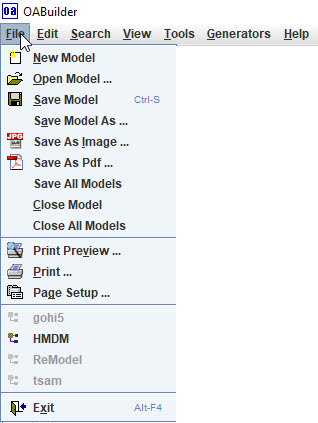 oa OABuilder
File Edit Search View Tools Generators Help
New Model
Open Model ...
Save Model Ctrl-S
Save Model As ...
JPG Save As Image ...
Save As Pdf ...
Save All Models
Close Model
Close All Models
Print Preview ...
Print ...
Page Setup ...
gohi5
HMDM
ReModel
tsam
Exit Alt-F4